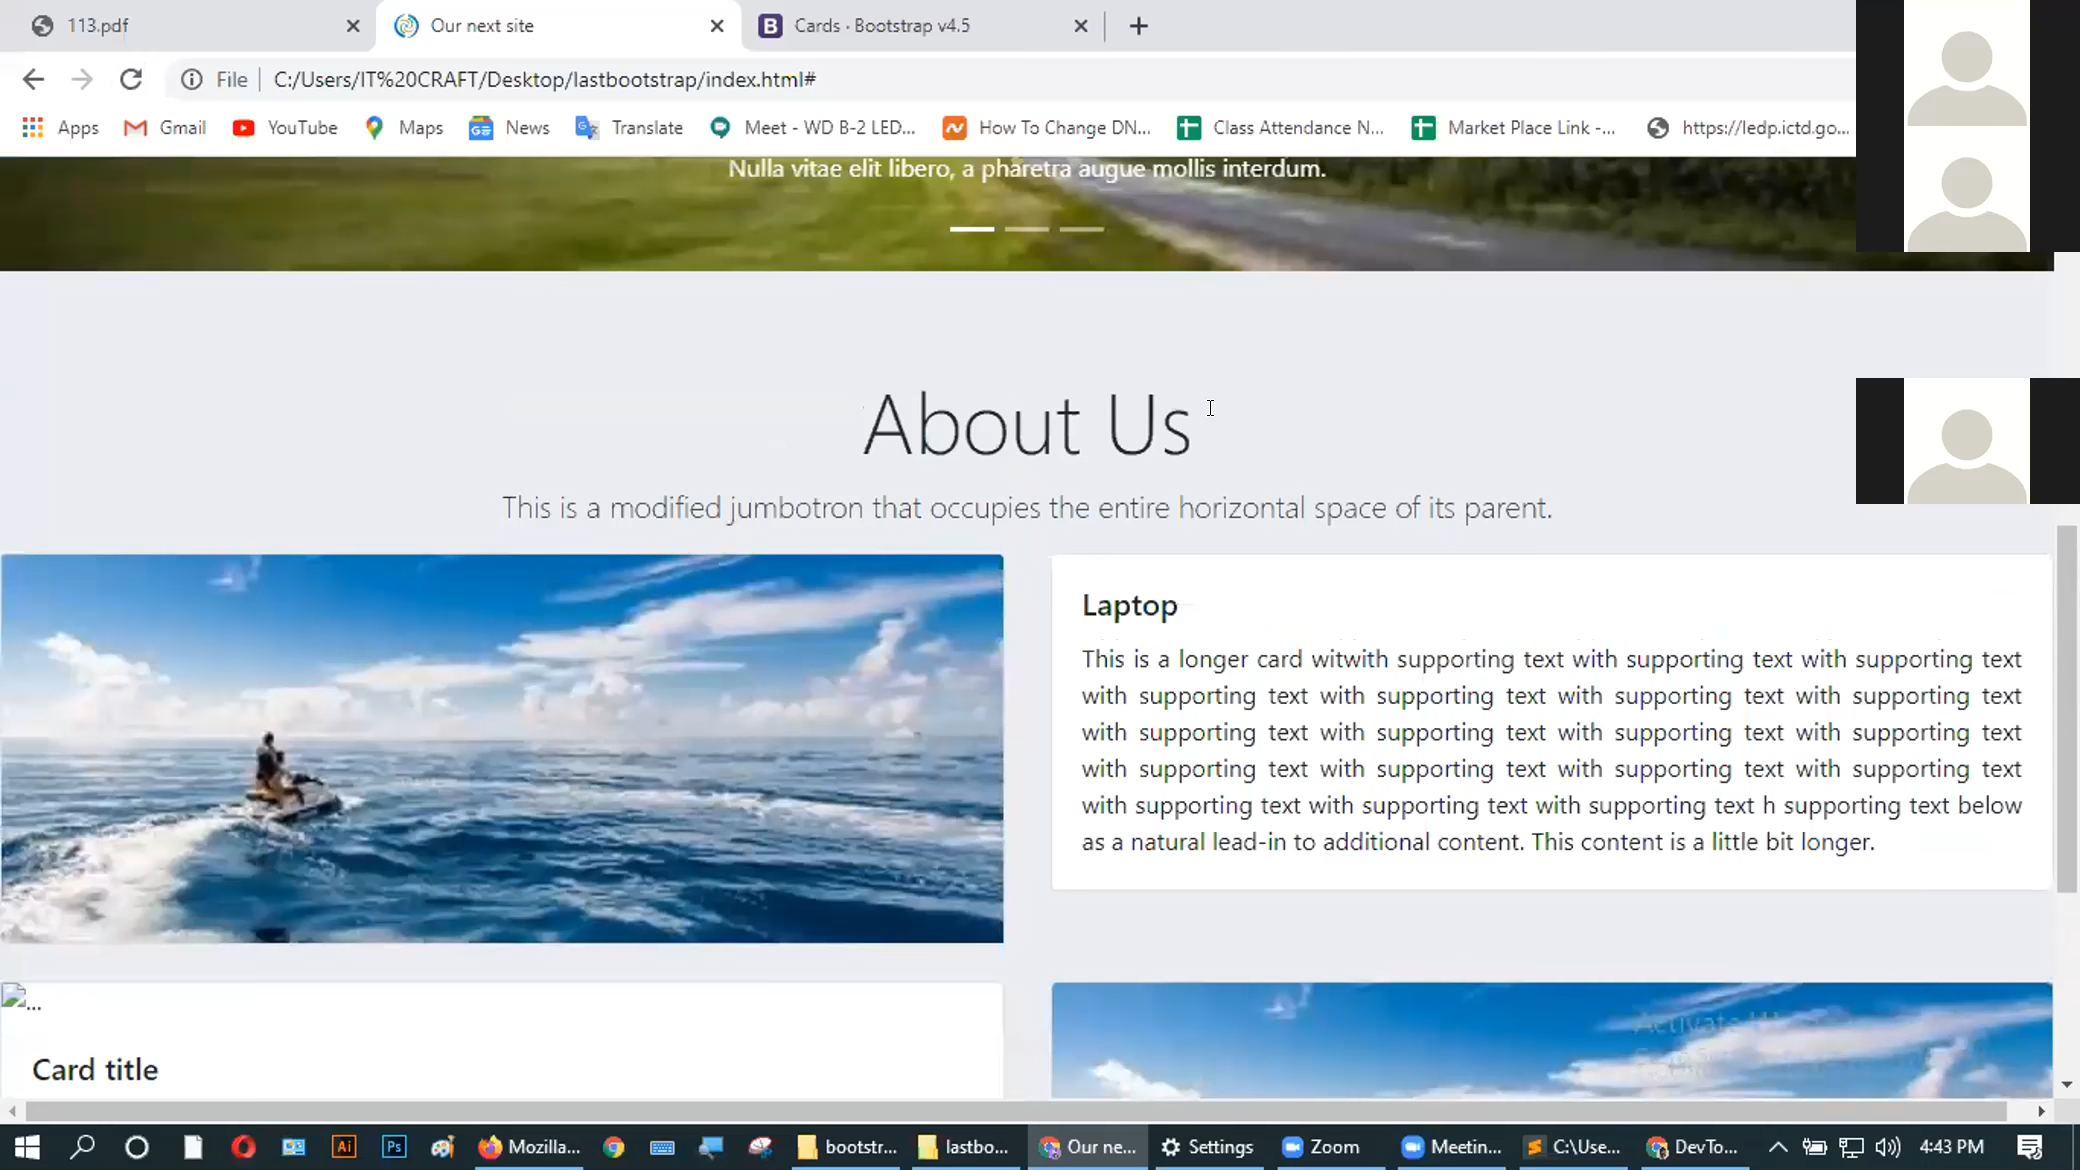 113.pdf
Our next site
Cards · Bootstrap v4.5
File
C:/Users/IT%20CRAFT/Desktop/lastbootstrap/index.html#
Apps
Gmail
YouTube
Maps
News
Translate
Meet - WD B-2 LED...
How To Change DN...
Class Attendance N...
Market Place Link -...
https://ledp.ictd.go...
Nulla vitae elit libero, a pharetra augue mollis interdum.
About Us
This is a modified jumbotron that occupies the entire horizontal space of its parent.
Laptop
This is a longer card witwith supporting text with supporting text with supporting text
with supporting text with supporting text with supporting text with supporting text
with supporting text with supporting text with supporting text with supporting text
with supporting text with supporting text with supporting text with supporting text
with supporting text with supporting text with supporting text h supporting text below
as a natural lead-in to additional content. This content is a little bit longer.
...
Card title
Activate
Ai
Ps
Mozilla...
bootstr...
lastbo...
Our ne...
Settings
Zoom
Meetin...
C:\Use...
DevTo...
4:43 PM